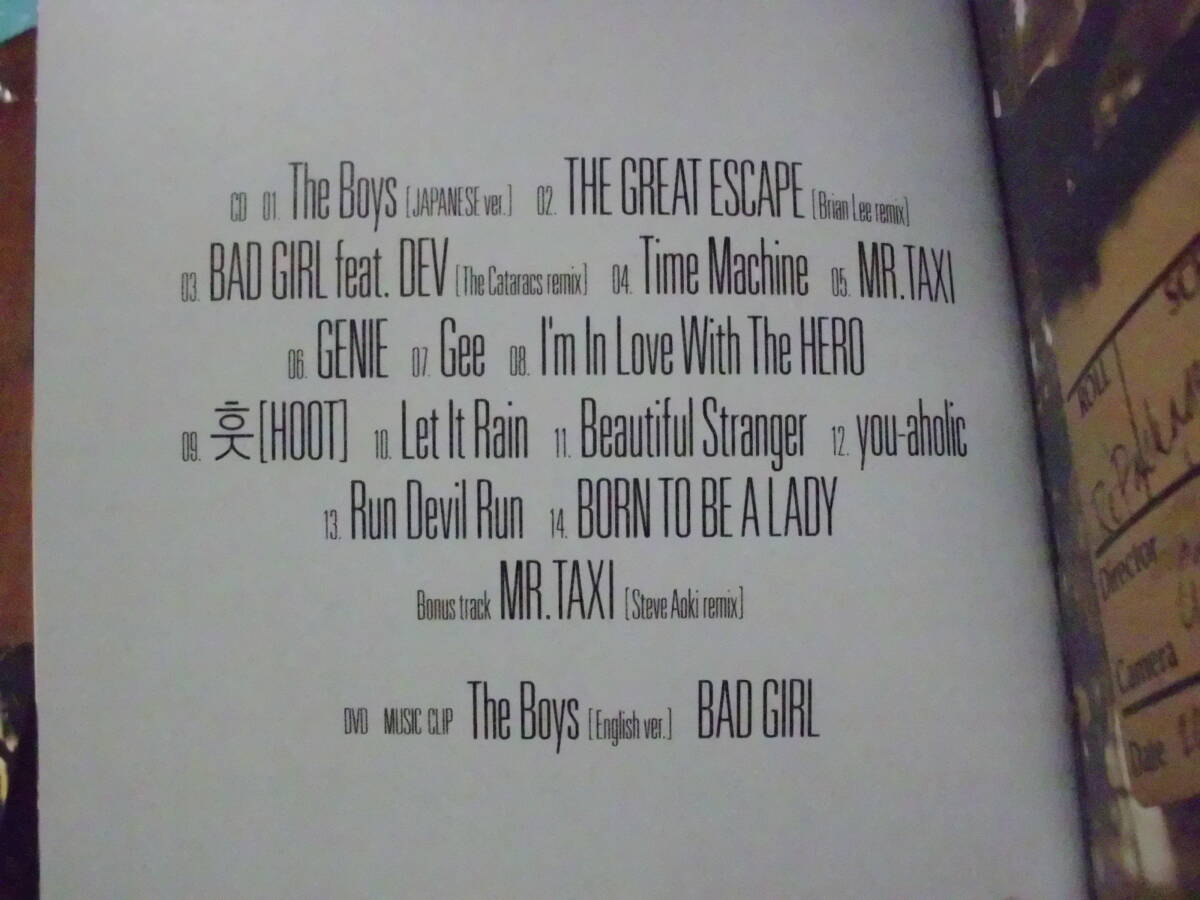 CD 01. The Boys [JAPANESE ver.] 02. THE GREAT ESCAPE [Brian Lee remix]
03. BAD GIRL feat. DEV [The Cataracs remix] 04. Time Machine 05. MR.TAXI
06. GENIE 07. Gee 08. I'm In Love With The HERO
09. 훗 [HOOT] 10. Let It Rain 11. Beautiful Stranger 12. you-aholic
13. Run Devil Run 14. BORN TO BE A LADY
Bonus track MR.TAXI [Steve Aoki remix]
DVD MUSIC CLIP The Boys [English ver.] BAD GIRL
ROLL
Director
Camera
Date